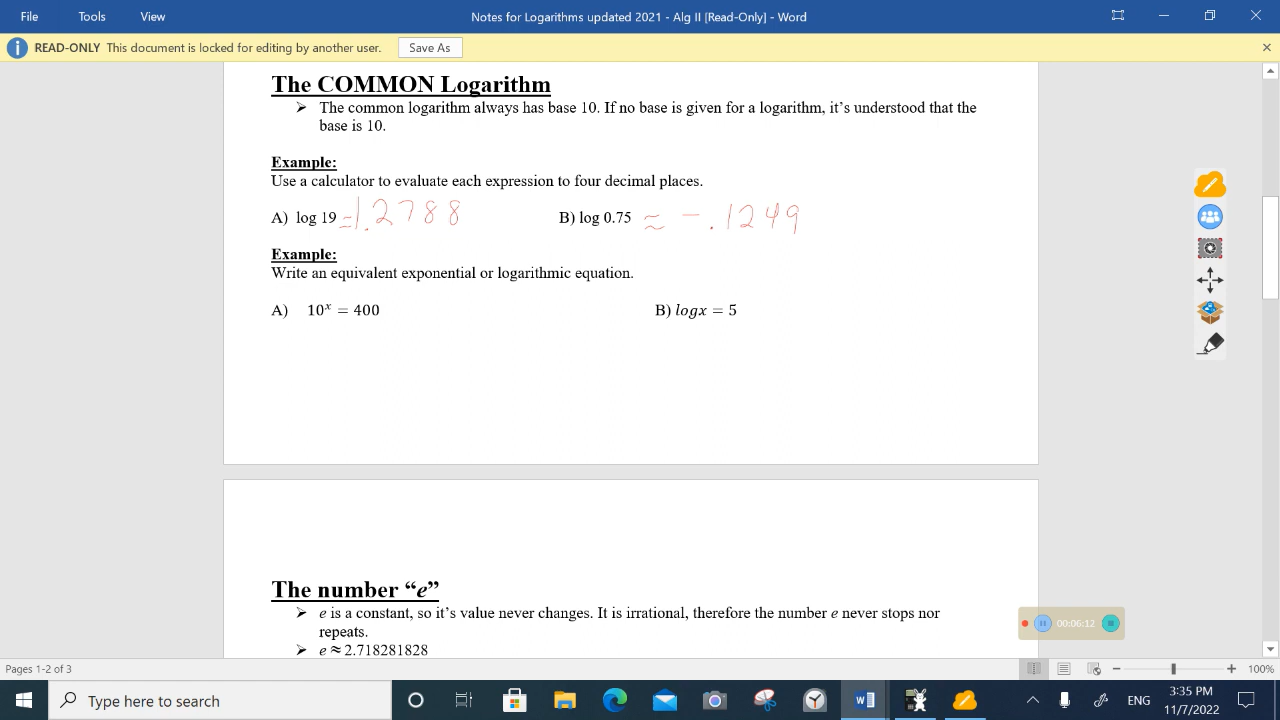 File Tools View Notes for Logarithms updated 2021 - Alg II [Read-Only] - Word
READ-ONLY This document is locked for editing by another user. Save As
The COMMON Logarithm
➢ The common logarithm always has base 10. If no base is given for a logarithm, it's understood that the
base is 10.
Example:
Use a calculator to evaluate each expression to four decimal places.
A) log 19 ≈ 1.2788 B) log 0.75 ≈ -.1249
Example:
Write an equivalent exponential or logarithmic equation.
A) 10ˣ = 400 B) logx = 5
The number “e”
➢ e is a constant, so it's value never changes. It is irrational, therefore the number e never stops nor
repeats.
➢ e ≈ 2.718281828
00:06:12
Pages 1-2 of 3 100%
Type here to search
ENG
3:35 PM
11/7/2022